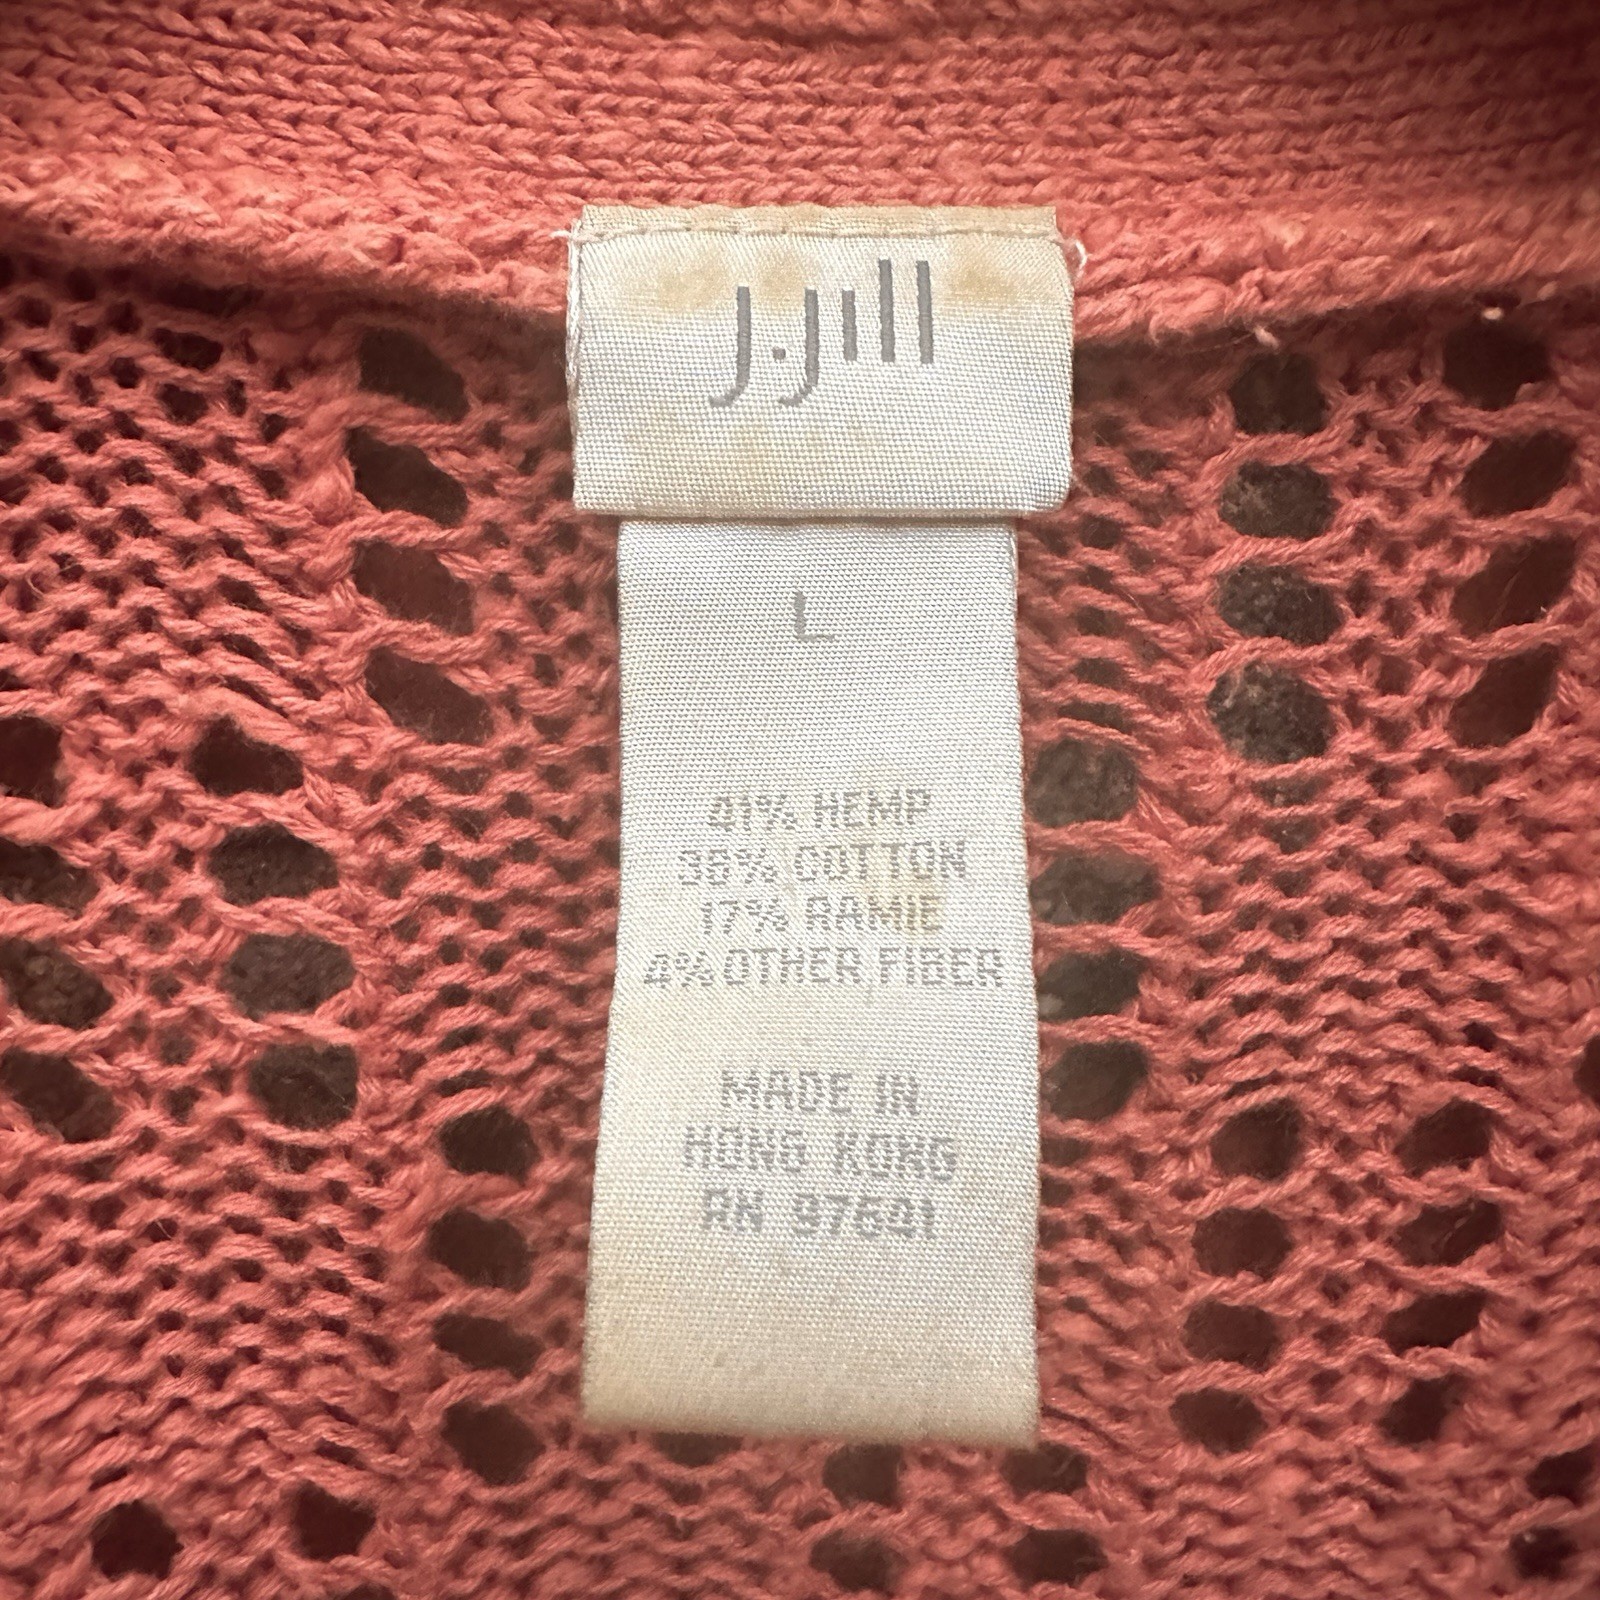 J.Jill
L
41% HEMP
38% COTTON
17% RAMIE
4% OTHER FIBER
MADE IN
HONG KONG
RN 97641